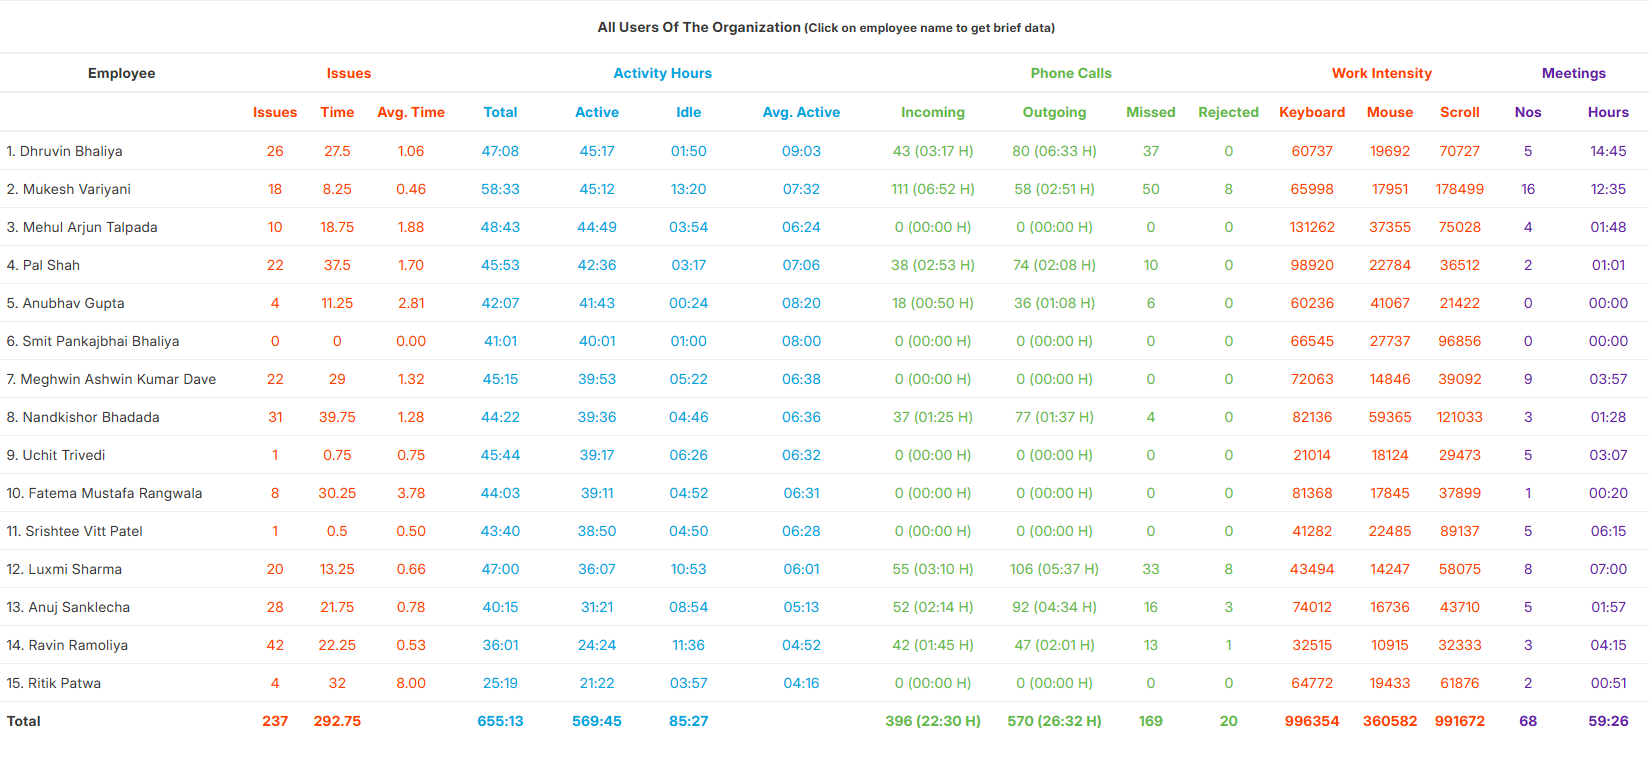 All Users Of The Organization (Click on employee name to get brief data)
Employee Issues Activity Hours Phone Calls Work Intensity Meetings
Issues Time Avg. Time Total Active Idle Avg. Active Incoming Outgoing Missed Rejected Keyboard Mouse Scroll Nos Hours
1. Dhruvin Bhaliya 26 27.5 1.06 47:08 45:17 01:50 09:03 43 (03:17 H) 80 (06:33 H) 37 0 60737 19692 70727 5 14:45
2. Mukesh Variyani 18 8.25 0.46 58:33 45:12 13:20 07:32 111 (06:52 H) 58 (02:51 H) 50 8 65998 17951 178499 16 12:35
3. Mehul Arjun Talpada 10 18.75 1.88 48:43 44:49 03:54 06:24 0 (00:00 H) 0 (00:00 H) 0 0 131262 37355 75028 4 01:48
4. Pal Shah 22 37.5 1.70 45:53 42:36 03:17 07:06 38 (02:53 H) 74 (02:08 H) 10 0 98920 22784 36512 2 01:01
5. Anubhav Gupta 4 11.25 2.81 42:07 41:43 00:24 08:20 18 (00:50 H) 36 (01:08 H) 6 0 60236 41067 21422 0 00:00
6. Smit Pankajbhai Bhaliya 0 0 0.00 41:01 40:01 01:00 08:00 0 (00:00 H) 0 (00:00 H) 0 0 66545 27737 96856 0 00:00
7. Meghwin Ashwin Kumar Dave 22 29 1.32 45:15 39:53 05:22 06:38 0 (00:00 H) 0 (00:00 H) 0 0 72063 14846 39092 9 03:57
8. Nandkishor Bhadada 31 39.75 1.28 44:22 39:36 04:46 06:36 37 (01:25 H) 77 (01:37 H) 4 0 82136 59365 121033 3 01:28
9. Uchit Trivedi 1 0.75 0.75 45:44 39:17 06:26 06:32 0 (00:00 H) 0 (00:00 H) 0 0 21014 18124 29473 5 03:07
10. Fatema Mustafa Rangwala 8 30.25 3.78 44:03 39:11 04:52 06:31 0 (00:00 H) 0 (00:00 H) 0 0 81368 17845 37899 1 00:20
11. Srishtee Vitt Patel 1 0.5 0.50 43:40 38:50 04:50 06:28 0 (00:00 H) 0 (00:00 H) 0 0 41282 22485 89137 5 06:15
12. Luxmi Sharma 20 13.25 0.66 47:00 36:07 10:53 06:01 55 (03:10 H) 106 (05:37 H) 33 8 43494 14247 58075 8 07:00
13. Anuj Sanklecha 28 21.75 0.78 40:15 31:21 08:54 05:13 52 (02:14 H) 92 (04:34 H) 16 3 74012 16736 43710 5 01:57
14. Ravin Ramoliya 42 22.25 0.53 36:01 24:24 11:36 04:52 42 (01:45 H) 47 (02:01 H) 13 1 32515 10915 32333 3 04:15
15. Ritik Patwa 4 32 8.00 25:19 21:22 03:57 04:16 0 (00:00 H) 0 (00:00 H) 0 0 64772 19433 61876 2 00:51
Total 237 292.75 655:13 569:45 85:27 396 (22:30 H) 570 (26:32 H) 169 20 996354 360582 991672 68 59:26